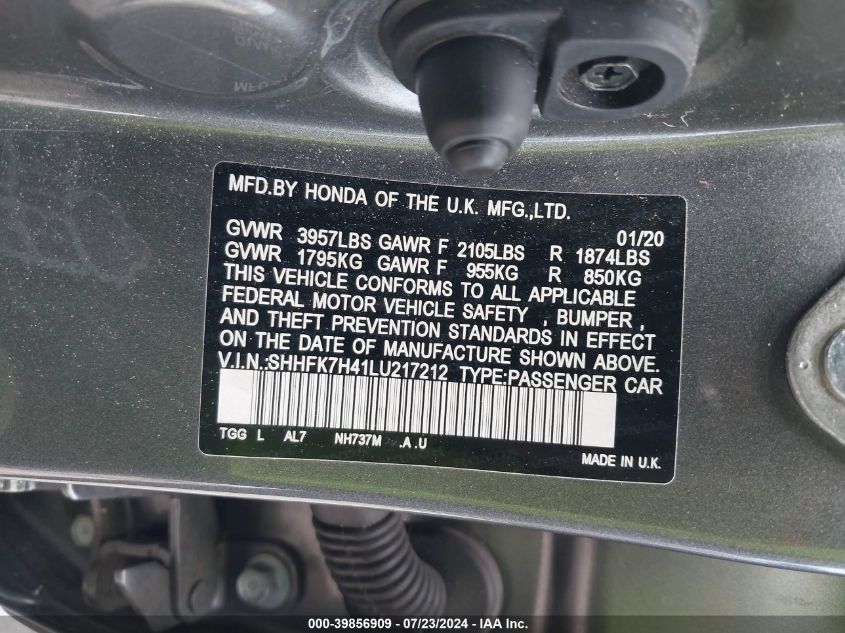 MFD.BY HONDA OF THE U.K. MFG.,LTD.
01/20
GVWR 3957LBS GAWR F 2105LBS R 1874LBS
GVWR 1795KG GAWR F 955KG R 850KG
THIS VEHICLE CONFORMS TO ALL APPLICABLE
FEDERAL MOTOR VEHICLE SAFETY , BUMPER ,
AND THEFT PREVENTION STANDARDS IN EFFECT
ON THE DATE OF MANUFACTURE SHOWN ABOVE.
V.I.N.:SHHFK7H41LU217212 TYPE:PASSENGER CAR
TGG L AL7 NH737M .A .U
MADE IN U.K.
000-39856909 / 07/23/2024 - IAA Inc.